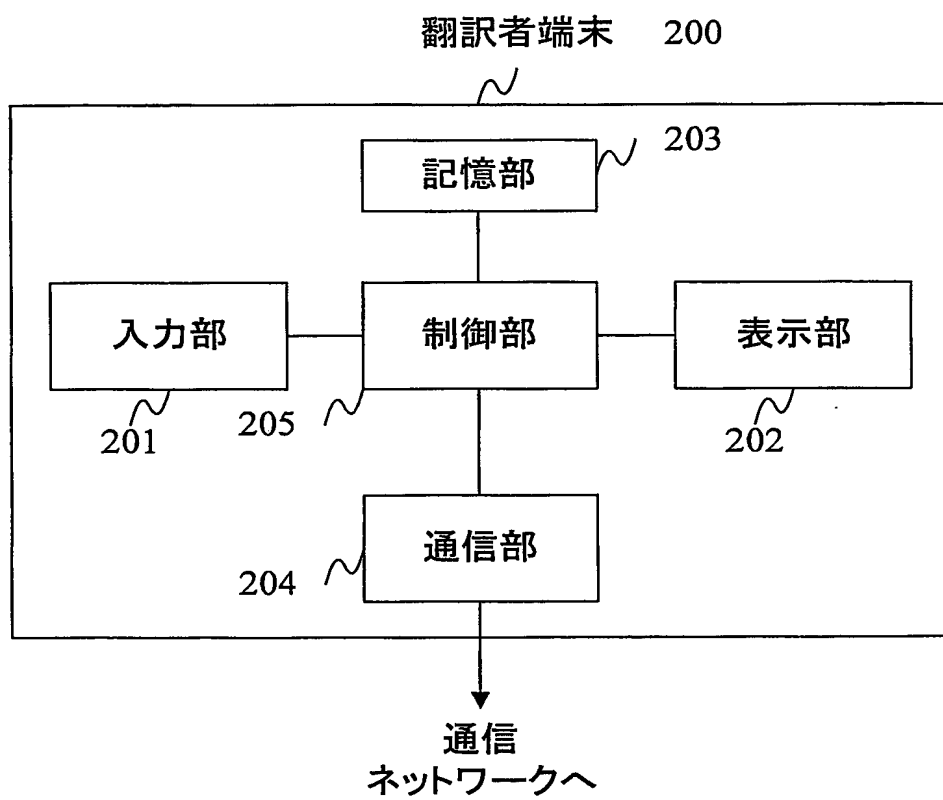 翻訳者端末 200
203
記憶部
入力部
制御部
表示部
201
205
202
通信部
204
通信
ネットワークへ